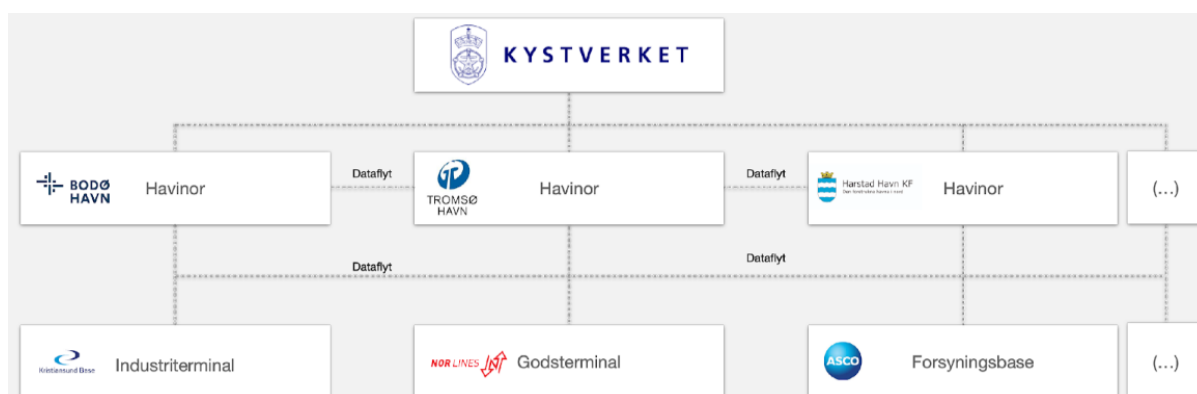 KYSTVERKET
BODØ
HAVN
Havinor
Dataflyt
TROMSØ
HAVN
Havinor
Dataflyt
Harstad Havn KF
Havinor
(...)
Dataflyt
Dataflyt
Kristiansund Base
Industriterminal
NOR LINES
Godsterminal
ASCO
Forsyningsbase
(...)